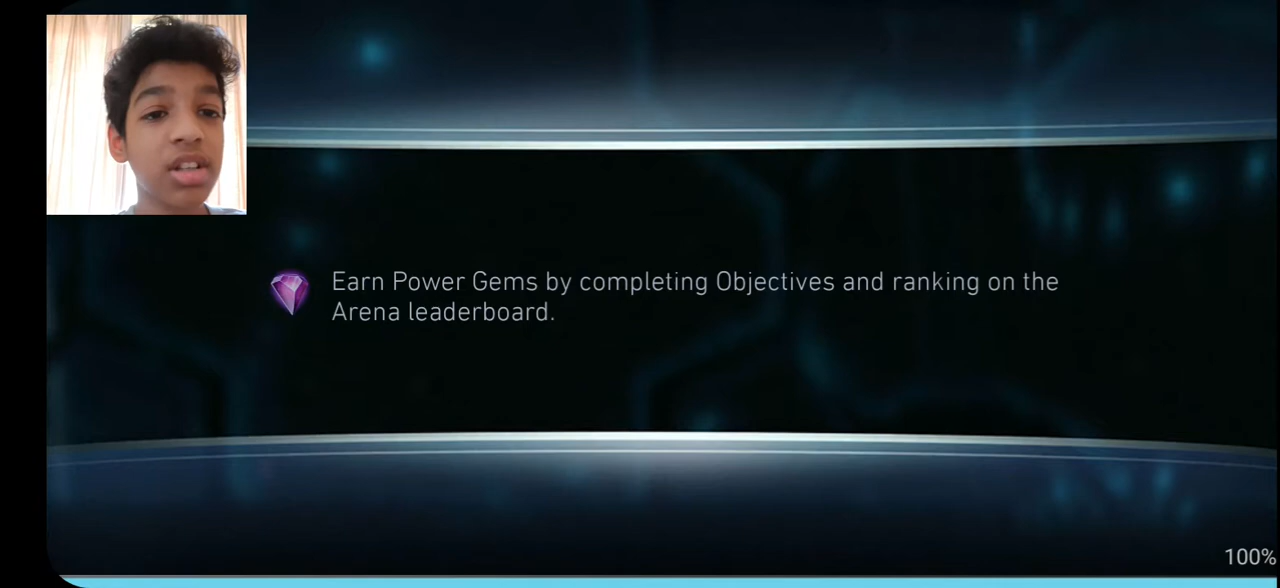 Earn Power Gems by completing Objectives and ranking on the
Arena leaderboard.
100%